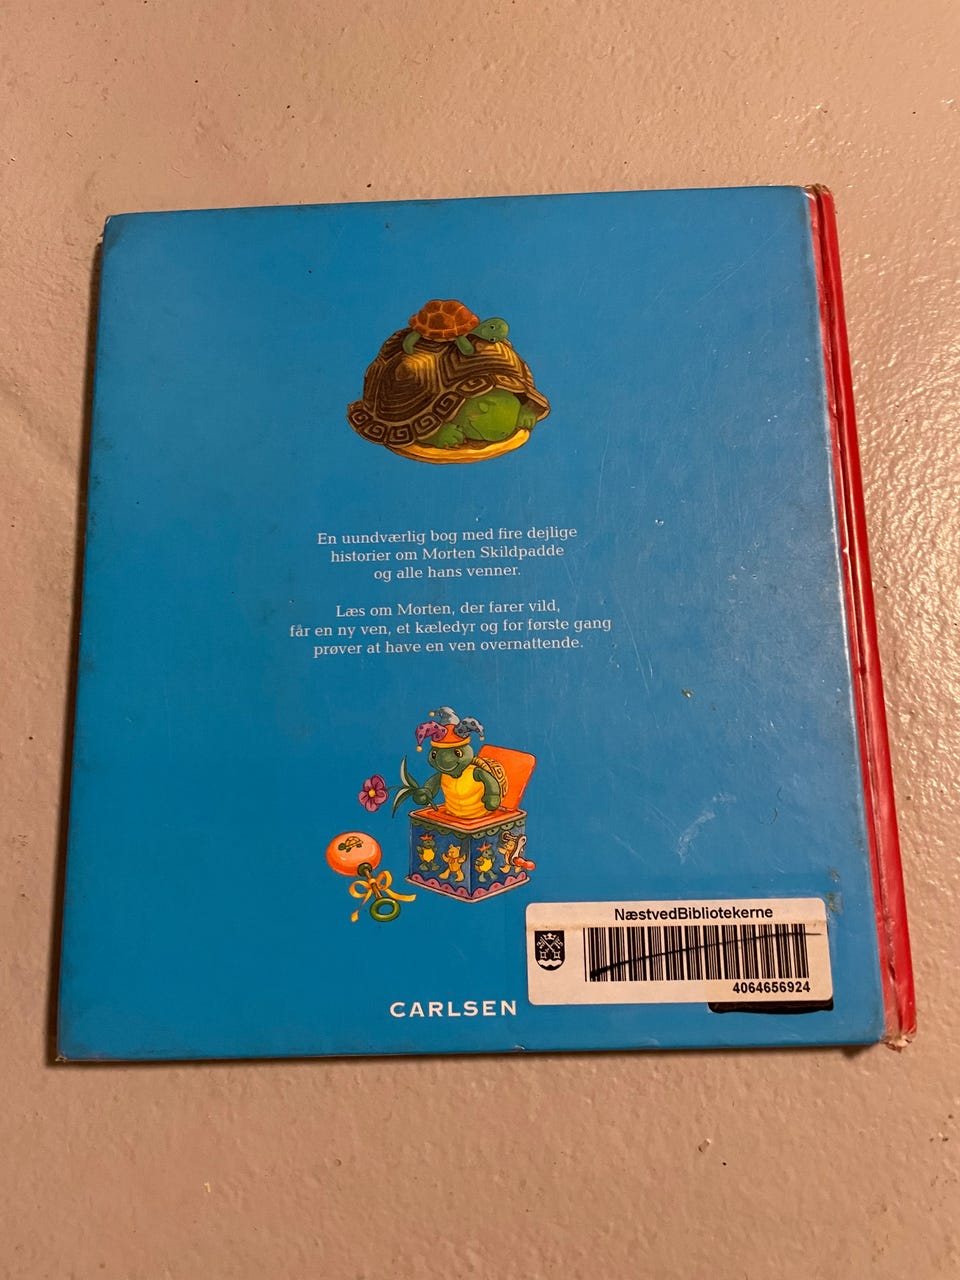 En uundværlig bog med fire dejlige
historier om Morten Skildpadde
og alle hans venner.
Læs om Morten, der farer vild,
får en ny ven, et kæledyr og for første gang
prøver at have en ven overnattende.
NæstvedBibliotekerne
4064656924
CARLSEN